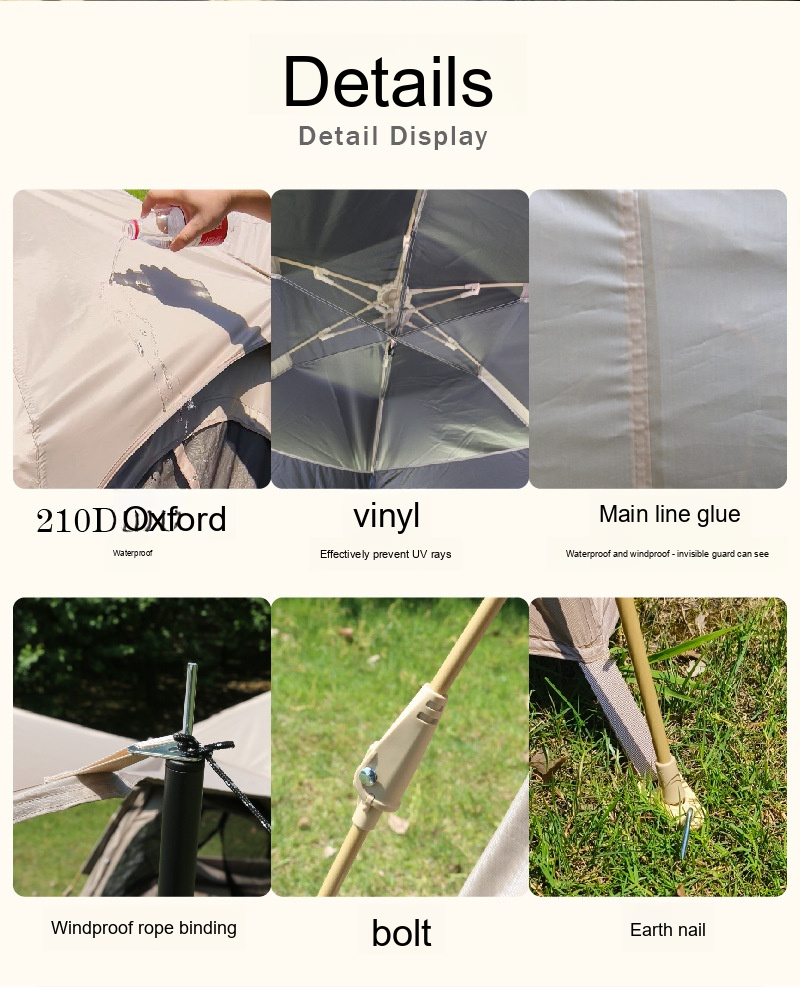 Details
Detail Display
210D Oxford
vinyl
Main line glue
Waterproof
Effectively prevent UV rays
Waterproof and windproof - invisible guard can see
Windproof rope binding
bolt
Earth nail